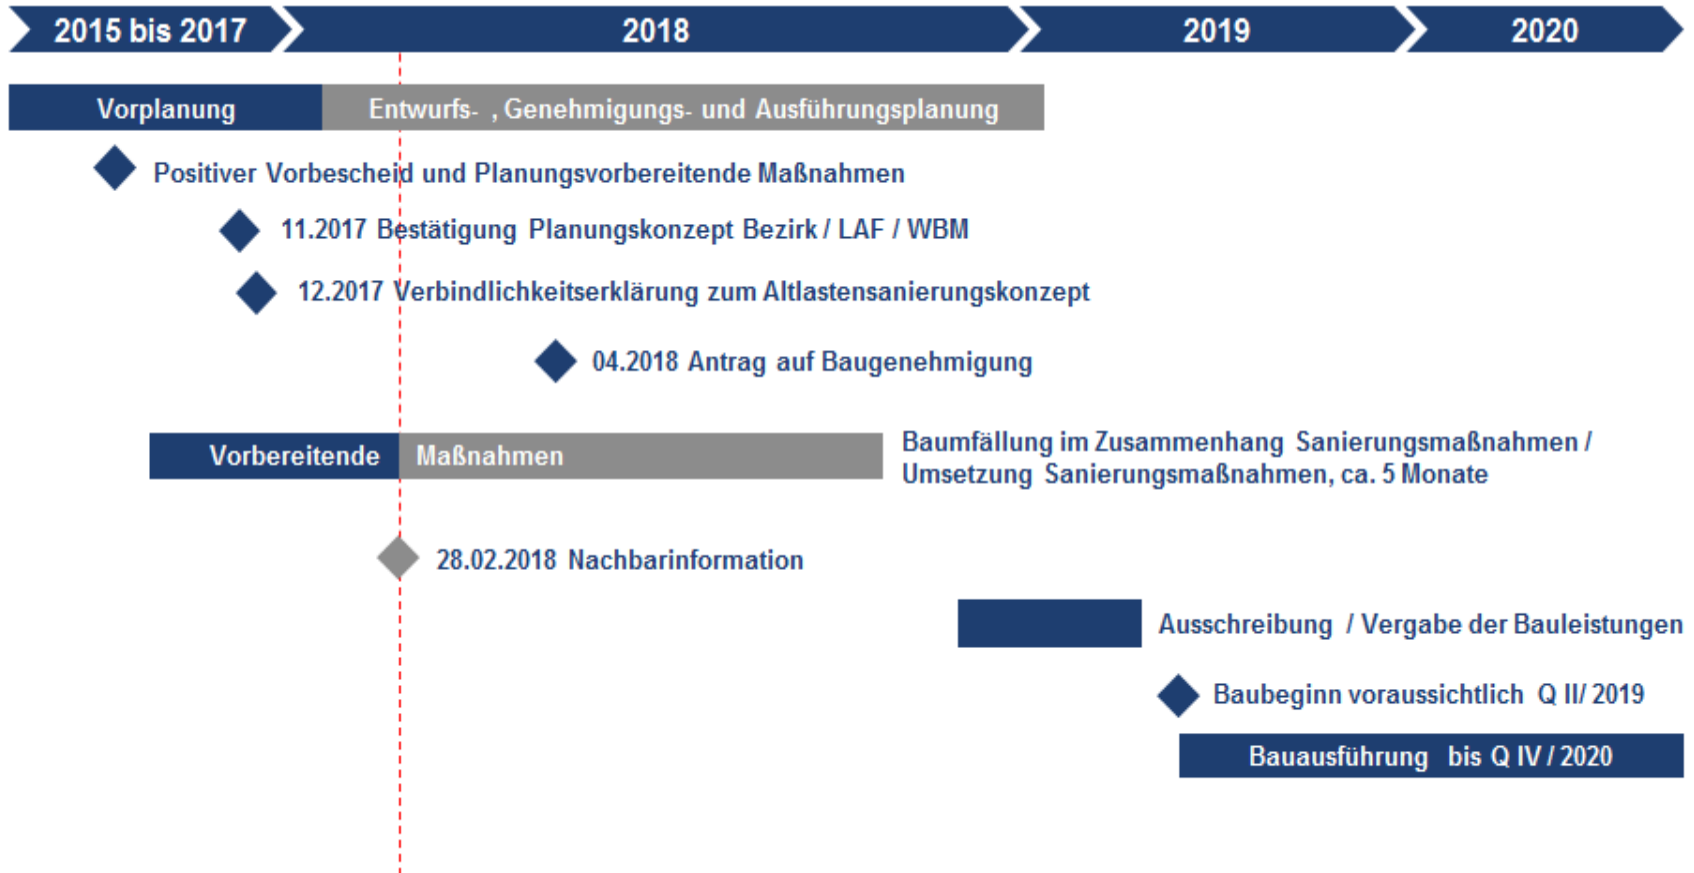 2015 bis 2017
2018
2019
2020
Vorplanung
Entwurfs- , Genehmigungs- und Ausführungsplanung
Positiver Vorbescheid und Planungsvorbereitende Maßnahmen
11.2017 Bestätigung Planungskonzept Bezirk / LAF / WBM
12.2017 Verbindlichkeitserklärung zum Altlastensanierungskonzept
04.2018 Antrag auf Baugenehmigung
Vorbereitende Maßnahmen
Baumfällung im Zusammenhang Sanierungsmaßnahmen /
Umsetzung Sanierungsmaßnahmen, ca. 5 Monate
28.02.2018 Nachbarinformation
Ausschreibung / Vergabe der Bauleistungen
Baubeginn voraussichtlich Q II/ 2019
Bauausführung bis Q IV / 2020